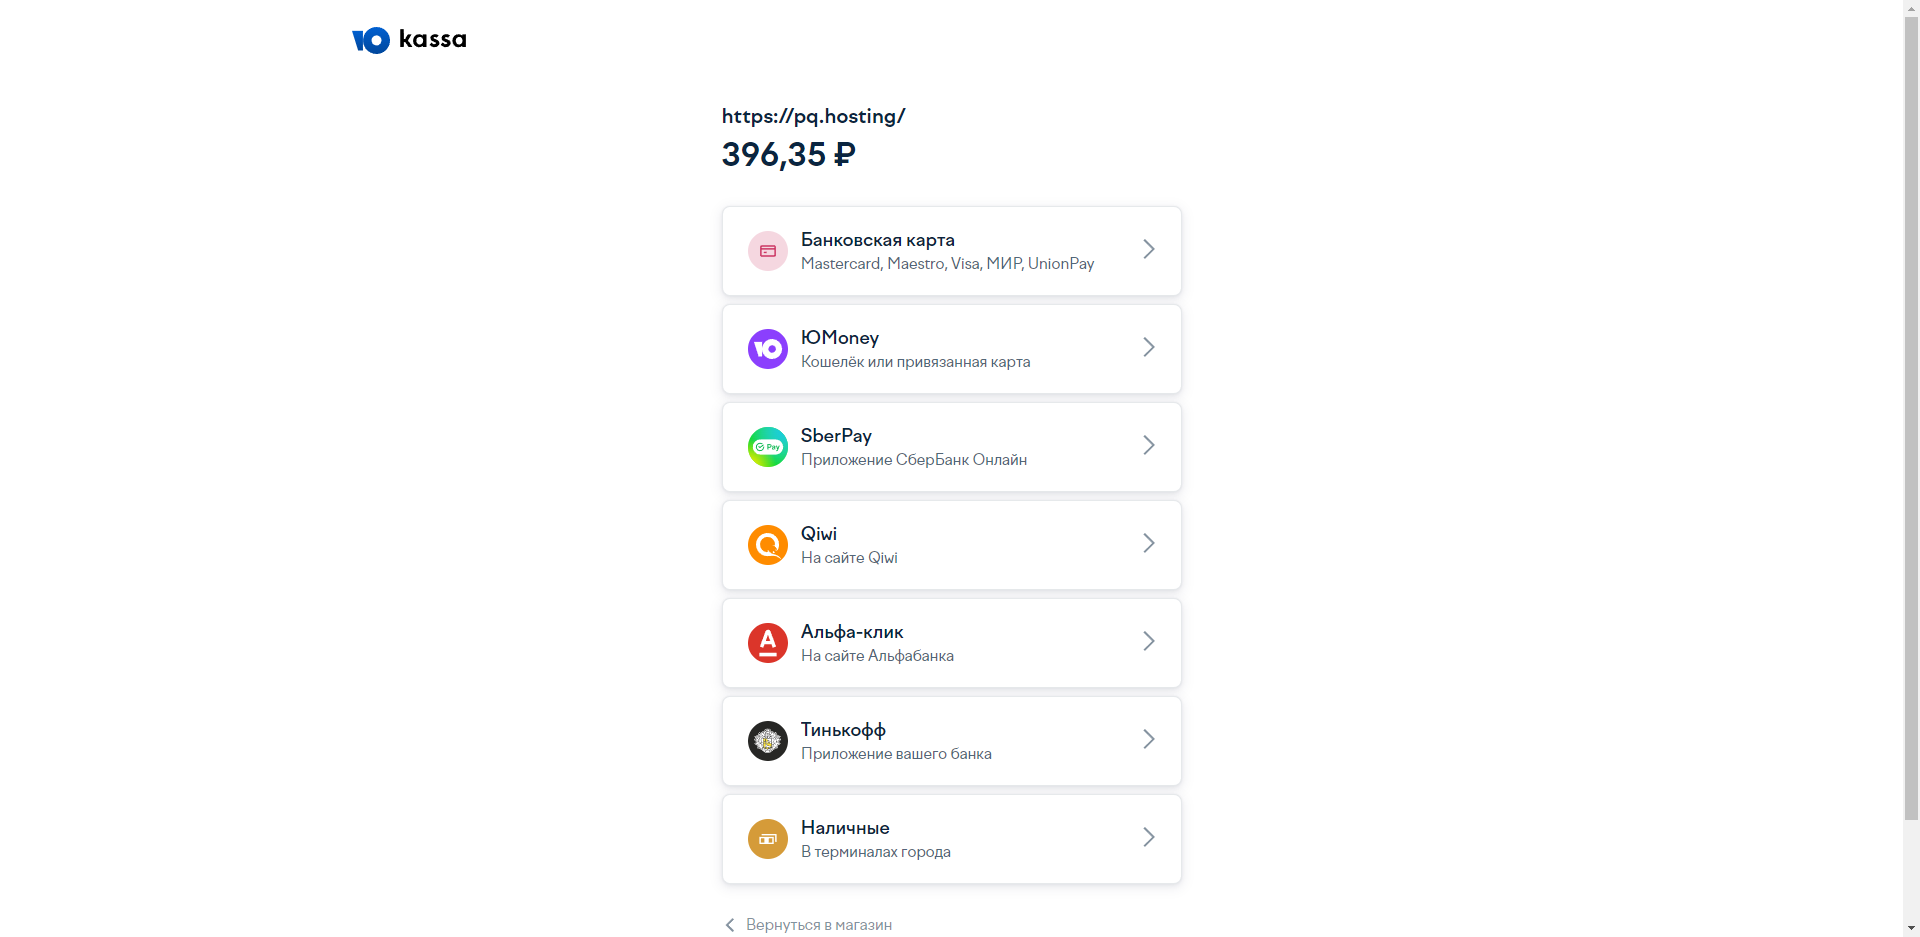 Ю kassa
https://pq.hosting/
396,35 ₽
Банковская карта
Mastercard, Maestro, Visa, МИР, UnionPay
ЮMoney
Кошелёк или привязанная карта
SberPay
Pay
Приложение СберБанк Онлайн
Qiwi
На сайте Qiwi
Альфа-клик
А
На сайте Альфабанка
Тинькофф
Приложение вашего банка
Наличные
В терминалах города
Вернуться в магазин